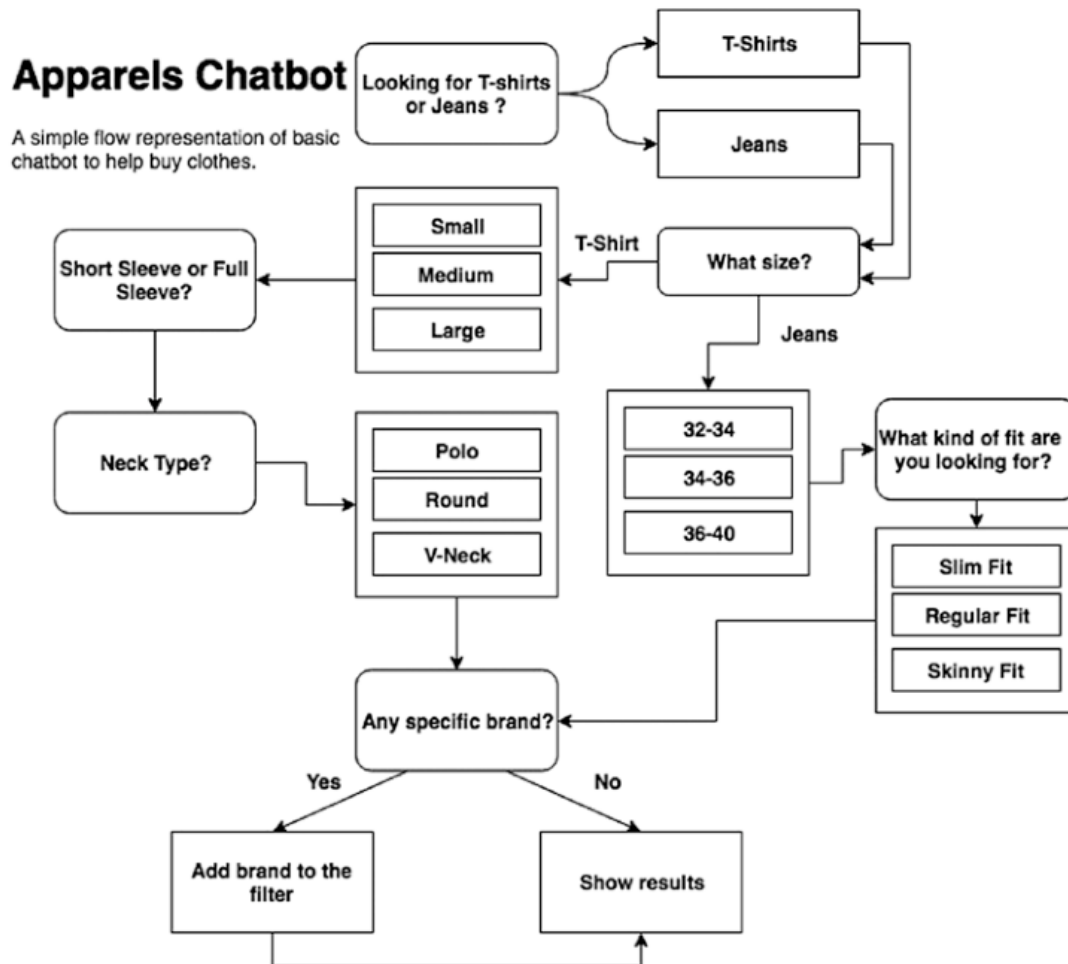 Apparels Chatbot
A simple flow representation of basic
chatbot to help buy clothes.
Looking for T-shirts
or Jeans ?
T-Shirts
Jeans
What size?
T-Shirt
Small
Medium
Large
Short Sleeve or Full
Sleeve?
Neck Type?
Polo
Round
V-Neck
Jeans
32-34
34-36
36-40
What kind of fit are
you looking for?
Slim Fit
Regular Fit
Skinny Fit
Any specific brand?
Yes
No
Add brand to the
filter
Show results